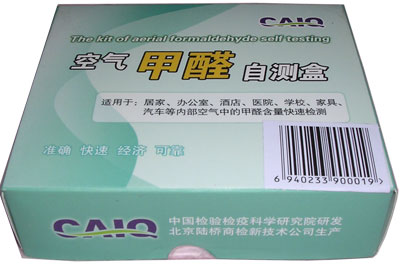 CAIQ
The kit of aerial formaldehyde self testing
空气 甲醛 自测盒
适用于：居家、办公室、酒店、医院、学校、家具、
汽车等内部空气中的甲醛含量快速检测
准确 快速 经济 可靠
6 940233 900019 >
CAIQ
中国检验检疫科学研究院研发
北京陆桥商检新技术公司生产